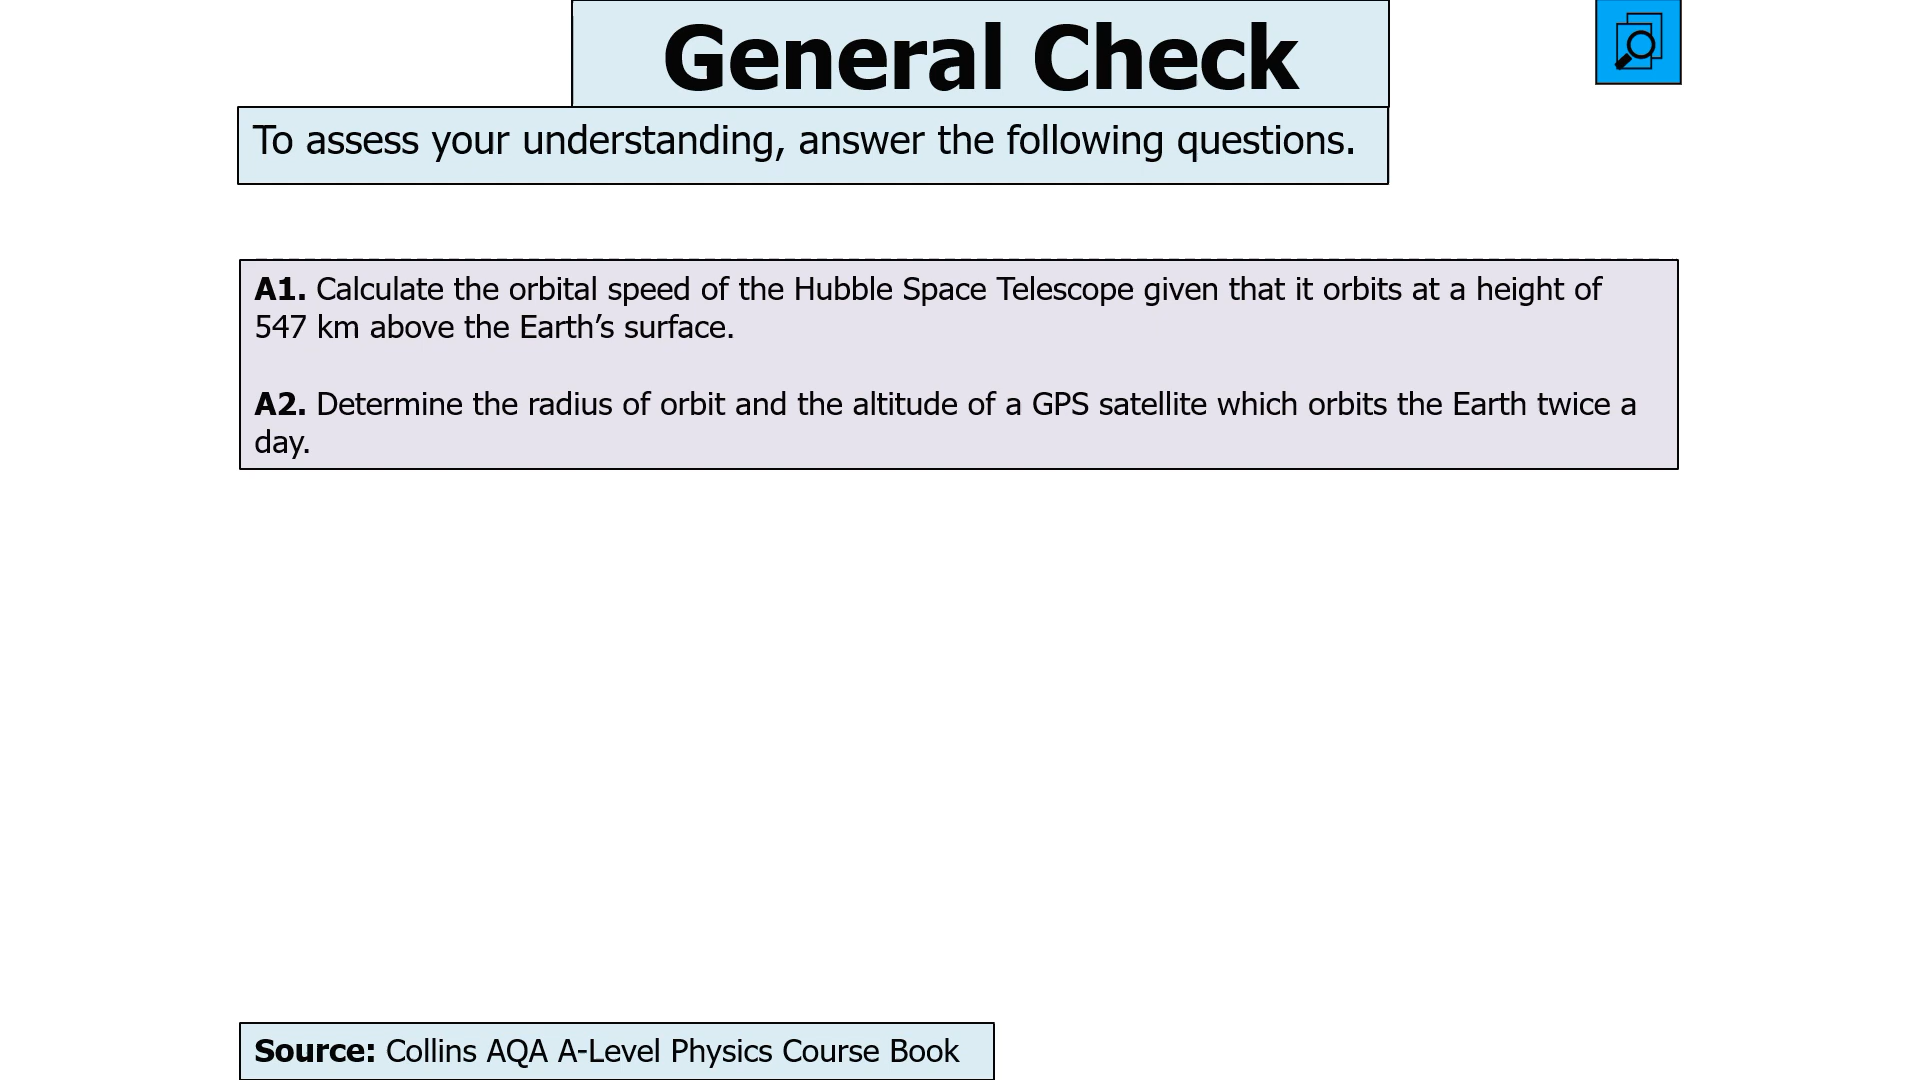 General Check
To assess your understanding, answer the following questions.
A1. Calculate the orbital speed of the Hubble Space Telescope given that it orbits at a height of
547 km above the Earth’s surface.
A2. Determine the radius of orbit and the altitude of a GPS satellite which orbits the Earth twice a
day.
Source: Collins AQA A-Level Physics Course Book